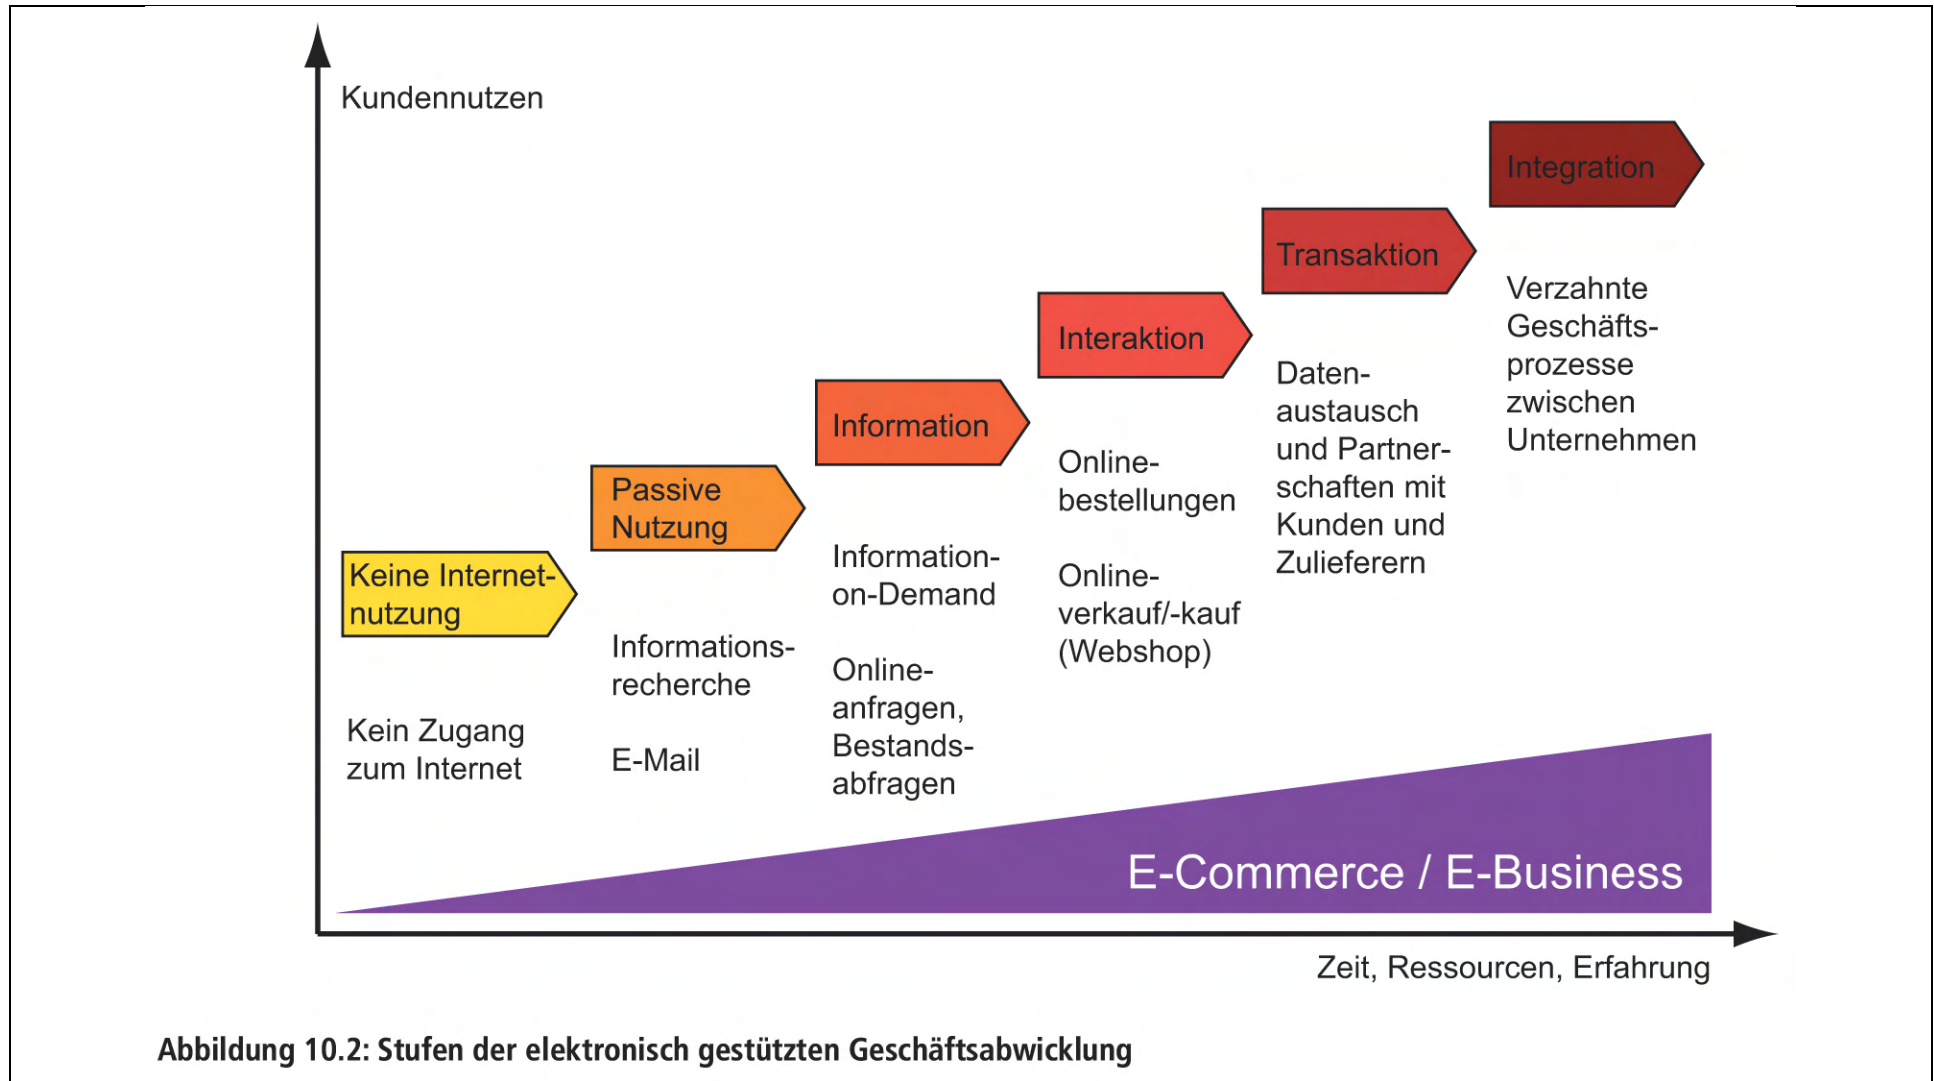 Kundennutzen
Keine Internet-
nutzung
Kein Zugang
zum Internet
Passive
Nutzung
Informations-
recherche
E-Mail
Information
Information-
on-Demand
Online-
anfragen,
Bestands-
abfragen
Interaktion
Online-
bestellungen
Online-
verkauf/-kauf
(Webshop)
Transaktion
Daten-
austausch
und Partner-
schaften mit
Kunden und
Zulieferern
Integration
Verzahnte
Geschäfts-
prozesse
zwischen
Unternehmen
E-Commerce / E-Business
Zeit, Ressourcen, Erfahrung
Abbildung 10.2: Stufen der elektronisch gestützten Geschäftsabwicklung